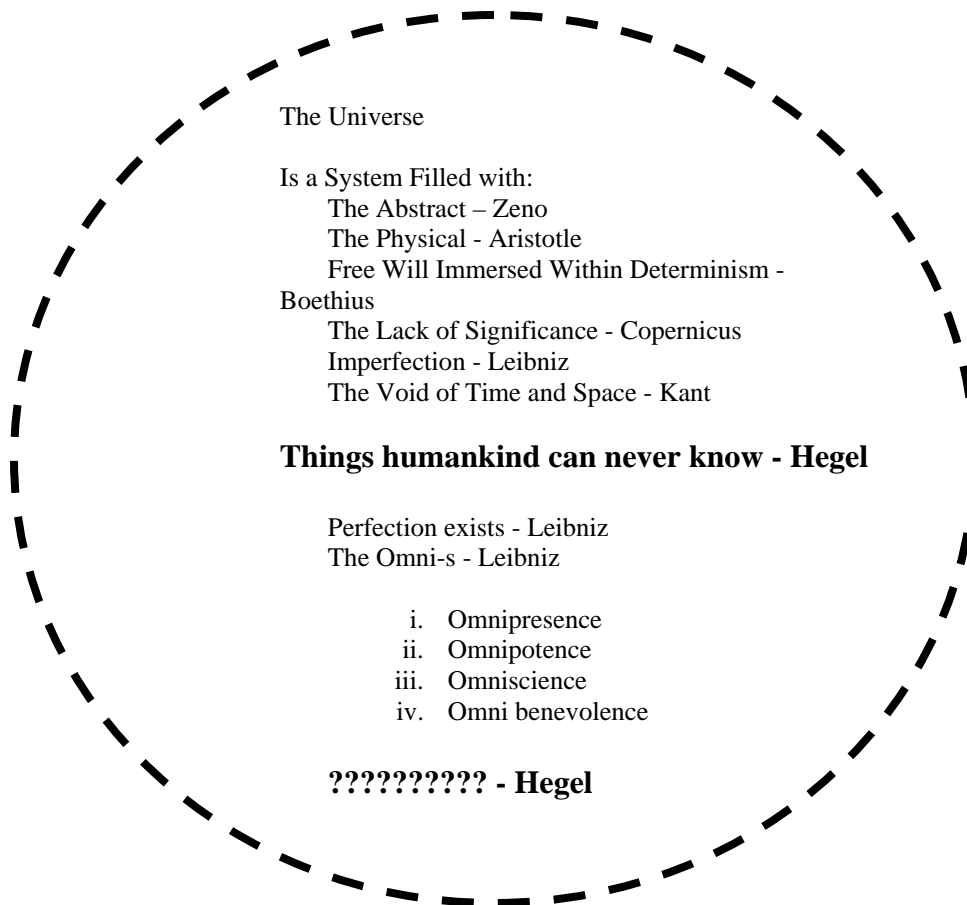 The Universe
Is a System Filled with:
The Abstract – Zeno
The Physical - Aristotle
Free Will Immersed Within Determinism -
Boethius
The Lack of Significance - Copernicus
Imperfection - Leibniz
The Void of Time and Space - Kant
Things humankind can never know - Hegel
Perfection exists - Leibniz
The Omni-s - Leibniz
i. Omnipresence
ii. Omnipotence
iii. Omniscience
iv. Omni benevolence
?????????? - Hegel